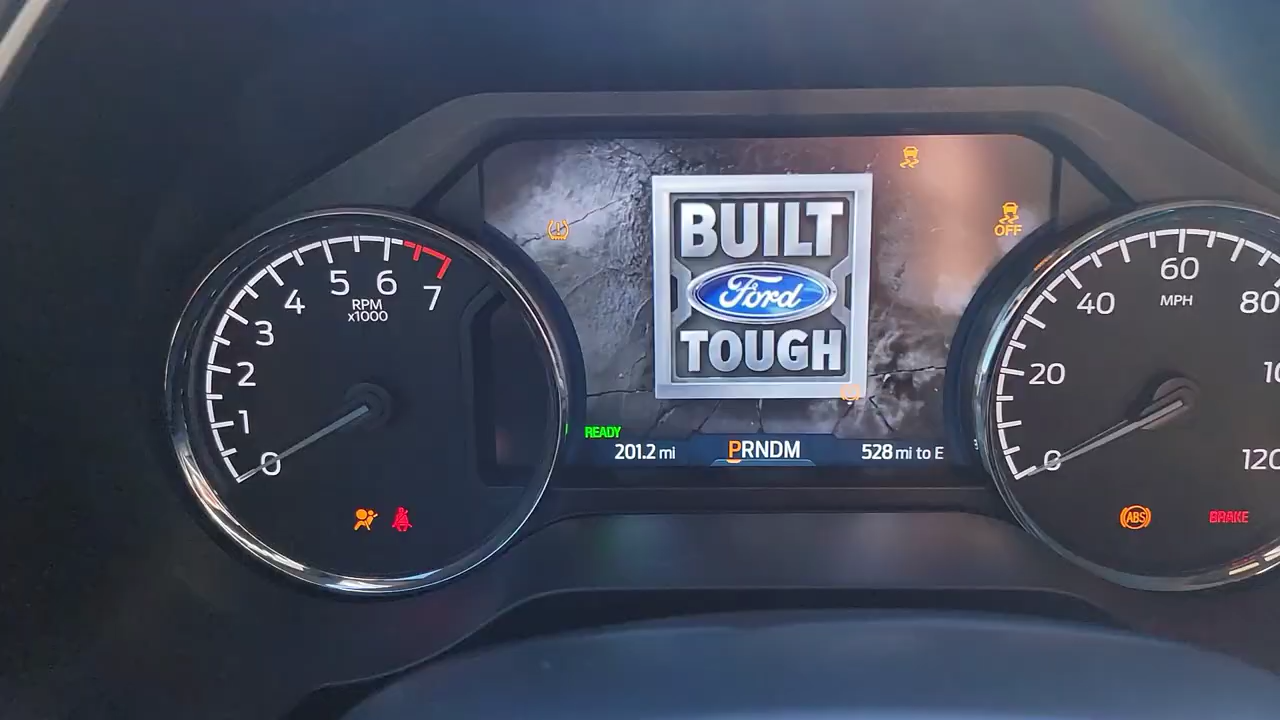 BUILT
Ford
TOUGH
OFF
5 6
4 7
RPM
x1000
3
2
1
0
60
40 80
MPH
20
0
120
READY
201.2 mi
PRNDM
528 mi to E
ABS
BRAKE